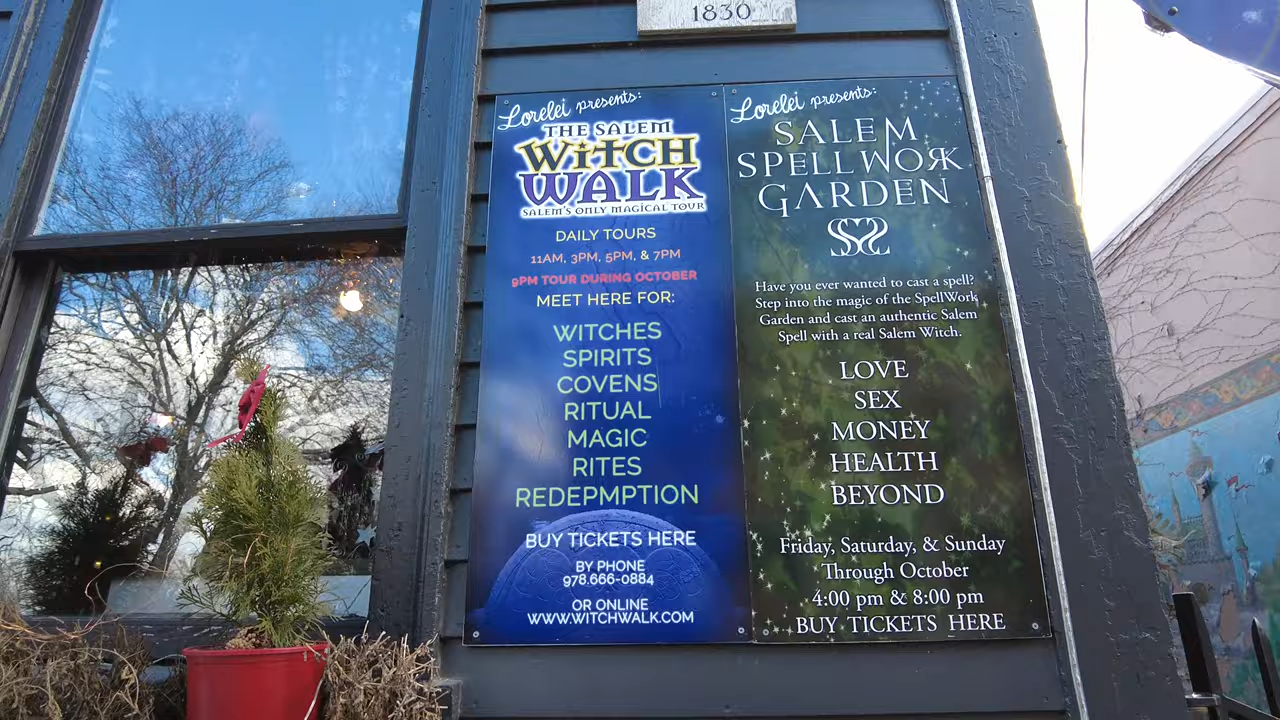 1830
Lorelei presents:
THE SALEM
WitCH
WALK
SALEM'S ONLY MAGICAL TOUR
DAILY TOURS
11AM, 3PM, 5PM, & 7PM
9PM TOUR DURING OCTOBER
MEET HERE FOR:
WITCHES
SPIRITS
COVENS
RITUAL
MAGIC
RITES
REDEPMPTION
BUY TICKETS HERE
BY PHONE
978.666-0884
OR ONLINE
WWW.WITCHWALK.COM
Lorelei presents:
SALEM
SPELLWORK
GARDEN
Have you ever wanted to cast a spell?
Step into the magic of the SpellWork
Garden and cast an authentic Salem
Spell with a real Salem Witch.
LOVE
SEX
MONEY
HEALTH
BEYOND
Friday, Saturday, & Sunday
Through October
4:00 pm & 8:00 pm
BUY TICKETS HERE